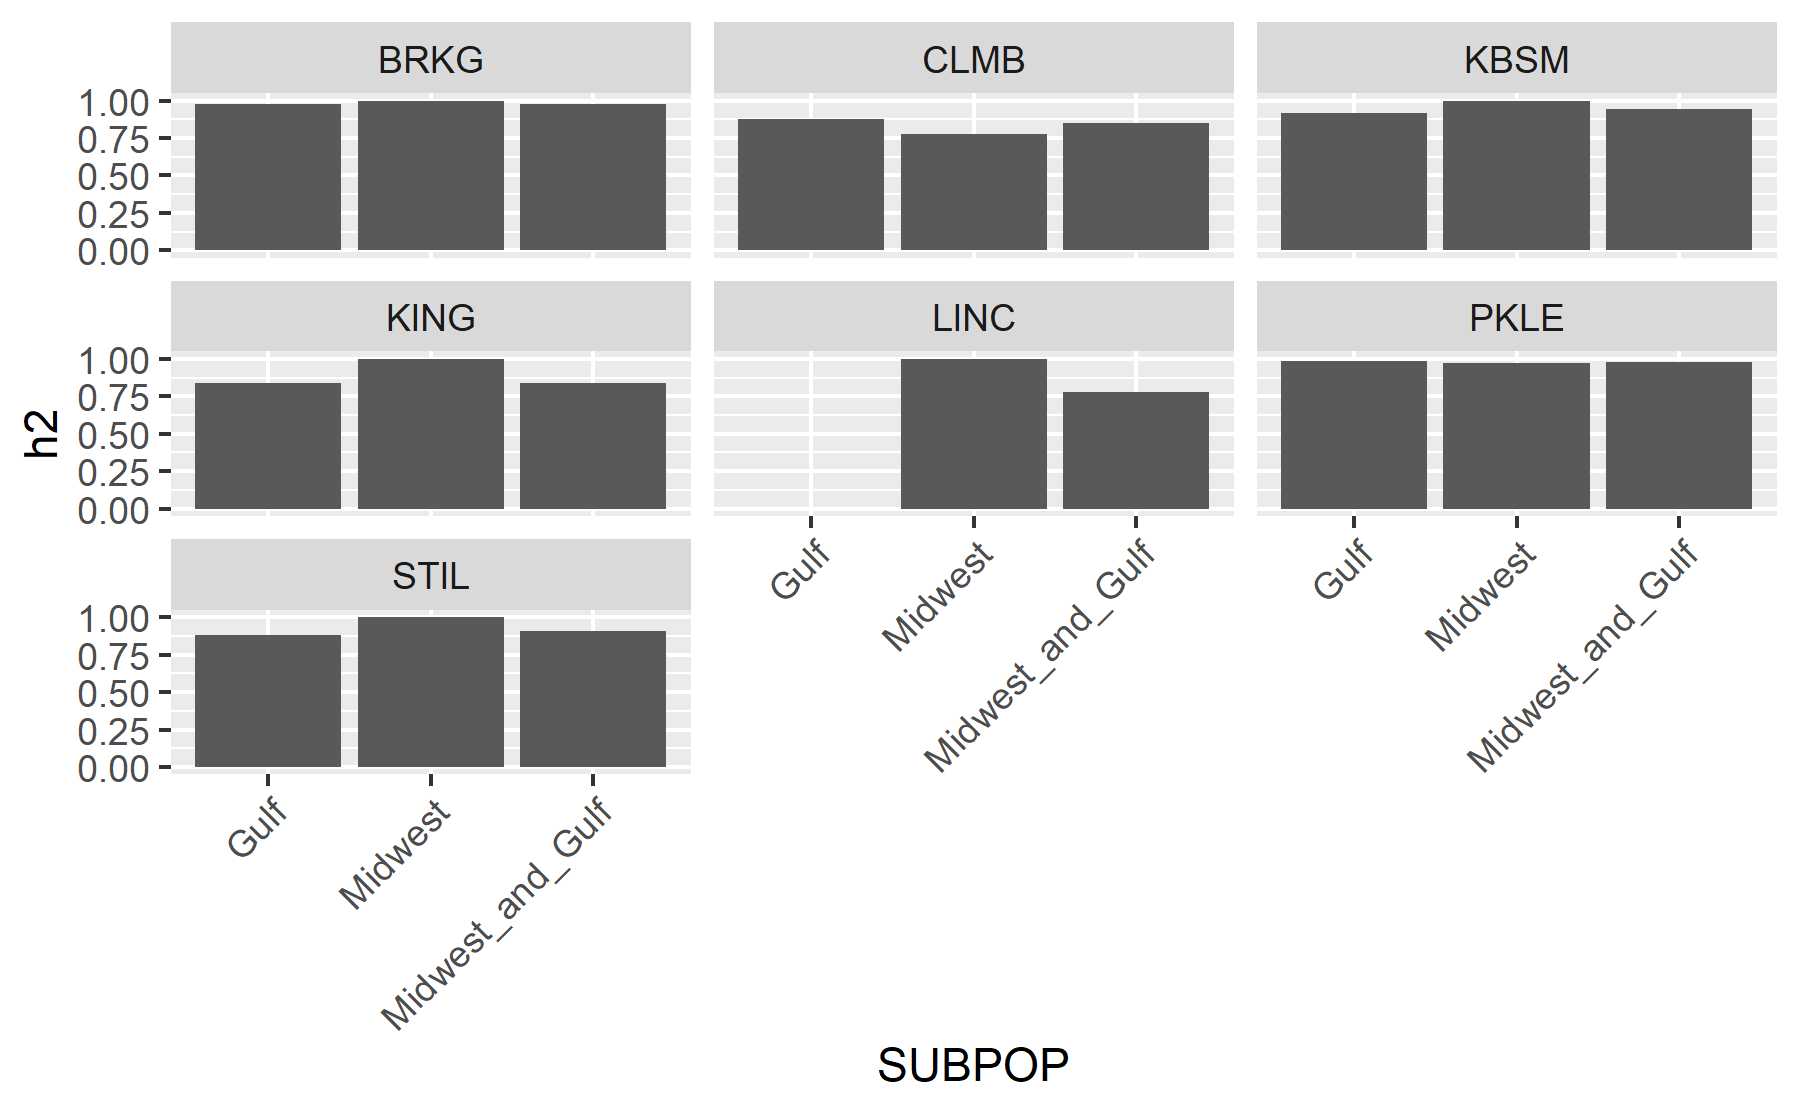 BRKG
CLMB
KBSM
1.00
0.75
0.50
0.25
0.00
KING
LINC
PKLE
1.00
0.75
0.50
0.25
0.00
h2
Gulf
Midwest
Midwest_and_Gulf
Gulf
Midwest
Midwest_and_Gulf
STIL
1.00
0.75
0.50
0.25
0.00
Gulf
Midwest
Midwest_and_Gulf
SUBPOP